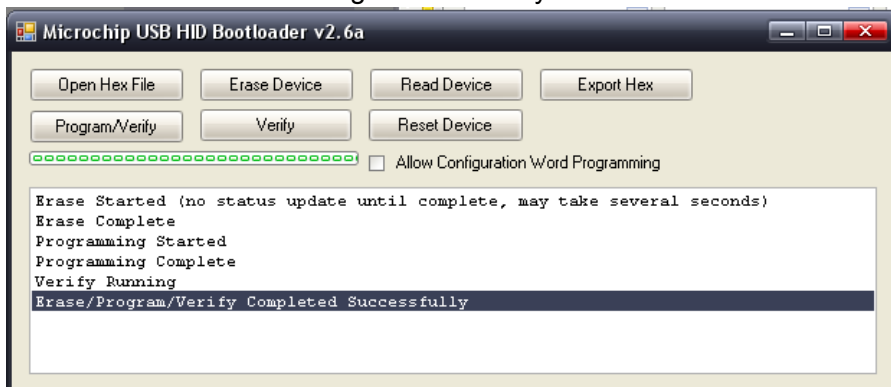 Microchip USB HID Bootloader v2.6a
Open Hex File Erase Device Read Device Export Hex
Program/Verify Verify Reset Device
Allow Configuration Word Programming
Erase Started (no status update until complete, may take several seconds)
Erase Complete
Programming Started
Programming Complete
Verify Running
Erase/Program/Verify Completed Successfully